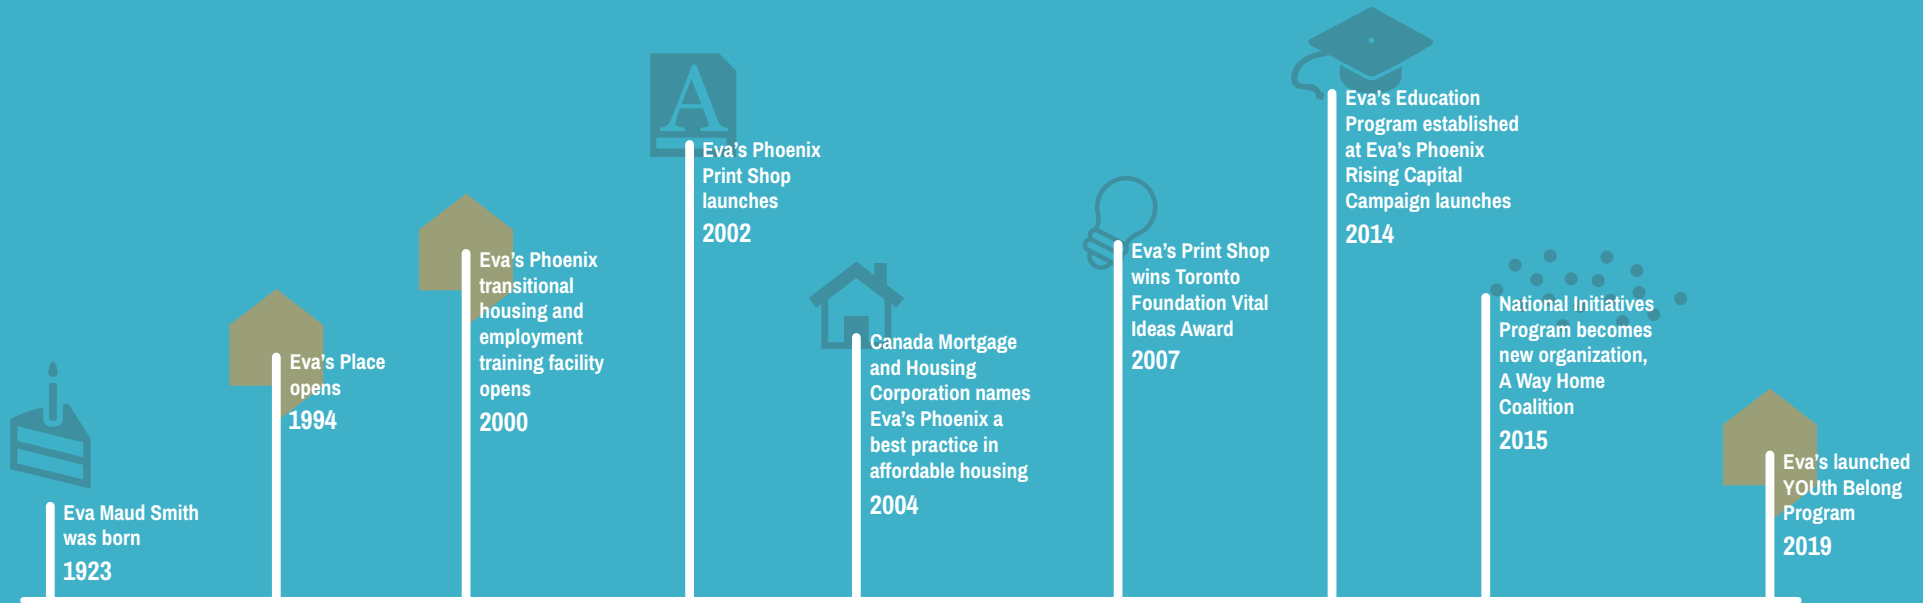 Eva Maud Smith
was born
1923
Eva’s Place
opens
1994
Eva’s Phoenix
transitional
housing and
employment
training facility
opens
2000
A
Eva’s Phoenix
Print Shop
launches
2002
Canada Mortgage
and Housing
Corporation names
Eva’s Phoenix a
best practice in
affordable housing
2004
Eva’s Print Shop
wins Toronto
Foundation Vital
Ideas Award
2007
Eva’s Education
Program established
at Eva’s Phoenix
Rising Capital
Campaign launches
2014
National Initiatives
Program becomes
new organization,
A Way Home
Coalition
2015
Eva’s launched
YOUth Belong
Program
2019